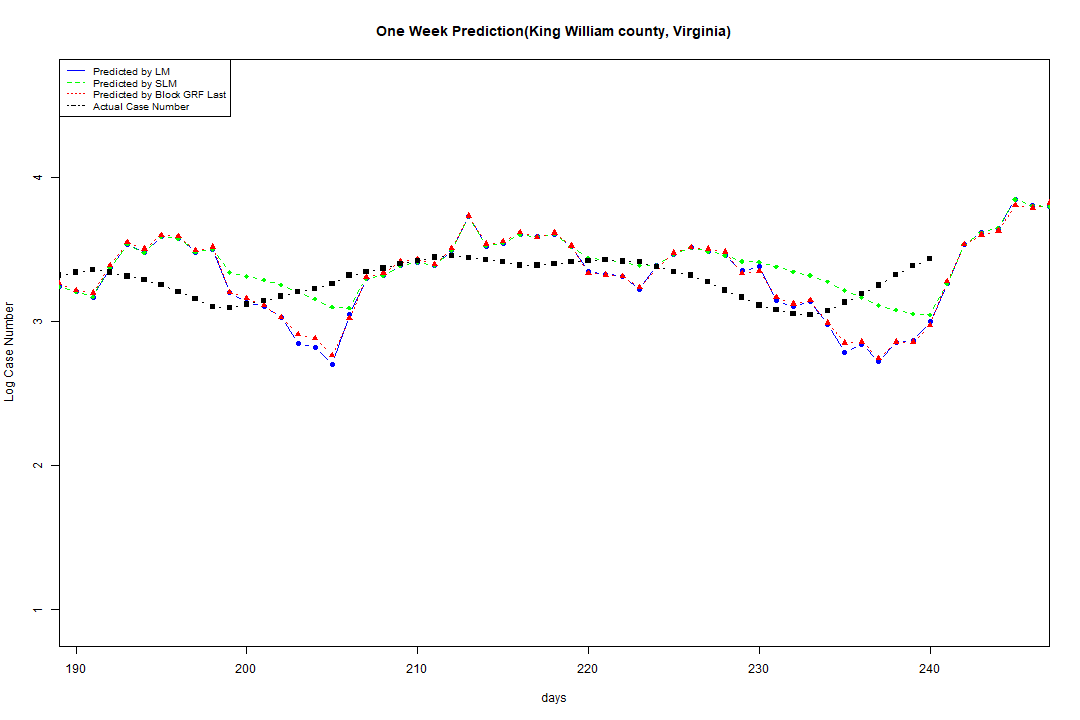 One Week Prediction(King William county, Virginia)
Predicted by LM
Predicted by SLM
Predicted by Block GRF Last
Actual Case Number
Log Case Number
4
3
2
1
190 200 210 220 230 240
days